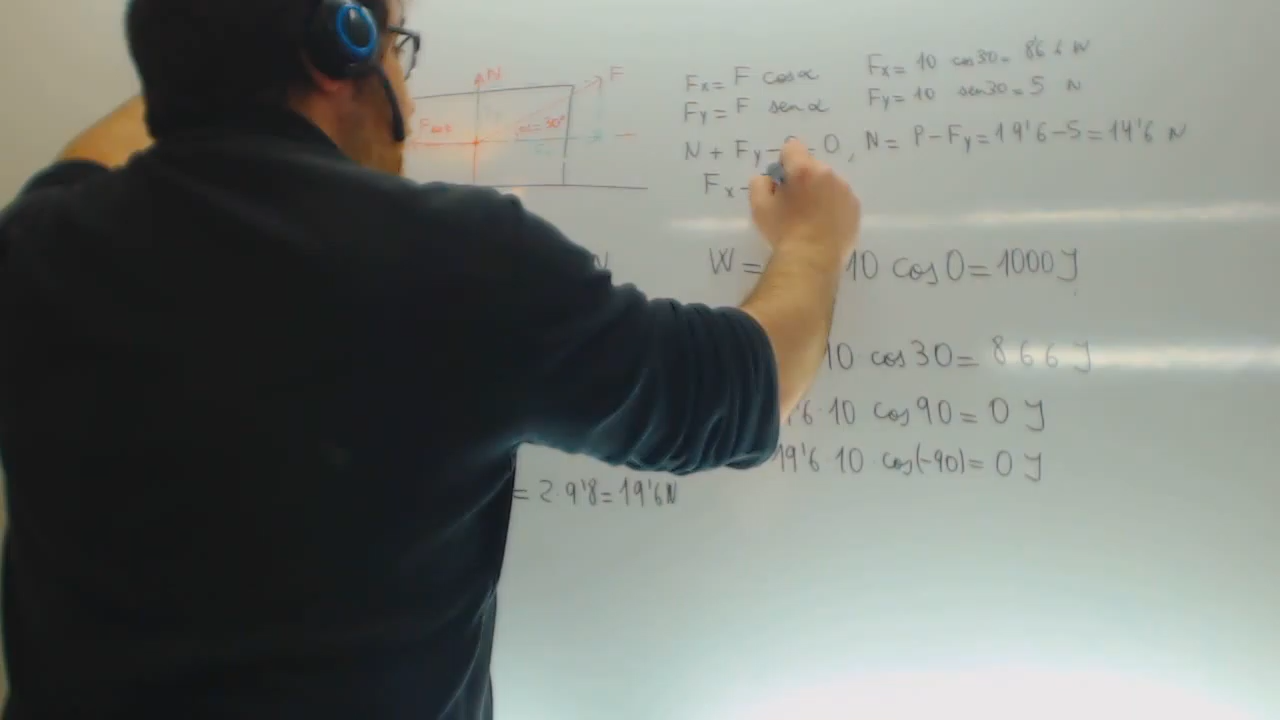 N
F
F
α = 30°
Fx = F cosα
Fy = F senα
Fx = 10 cos30 = 8'66 N
Fy = 10 sen30 = 5 N
N + Fy - = 0, N = P - Fy = 19'6 - 5 = 14'6 N
Fx -
W = 10 cos 0 = 1000 J
10 cos 30 = 866 J
'6·10 cos 90 = 0 J
19'6 10 cos(-90) = 0 J
= 2·9'8 = 19'6 N